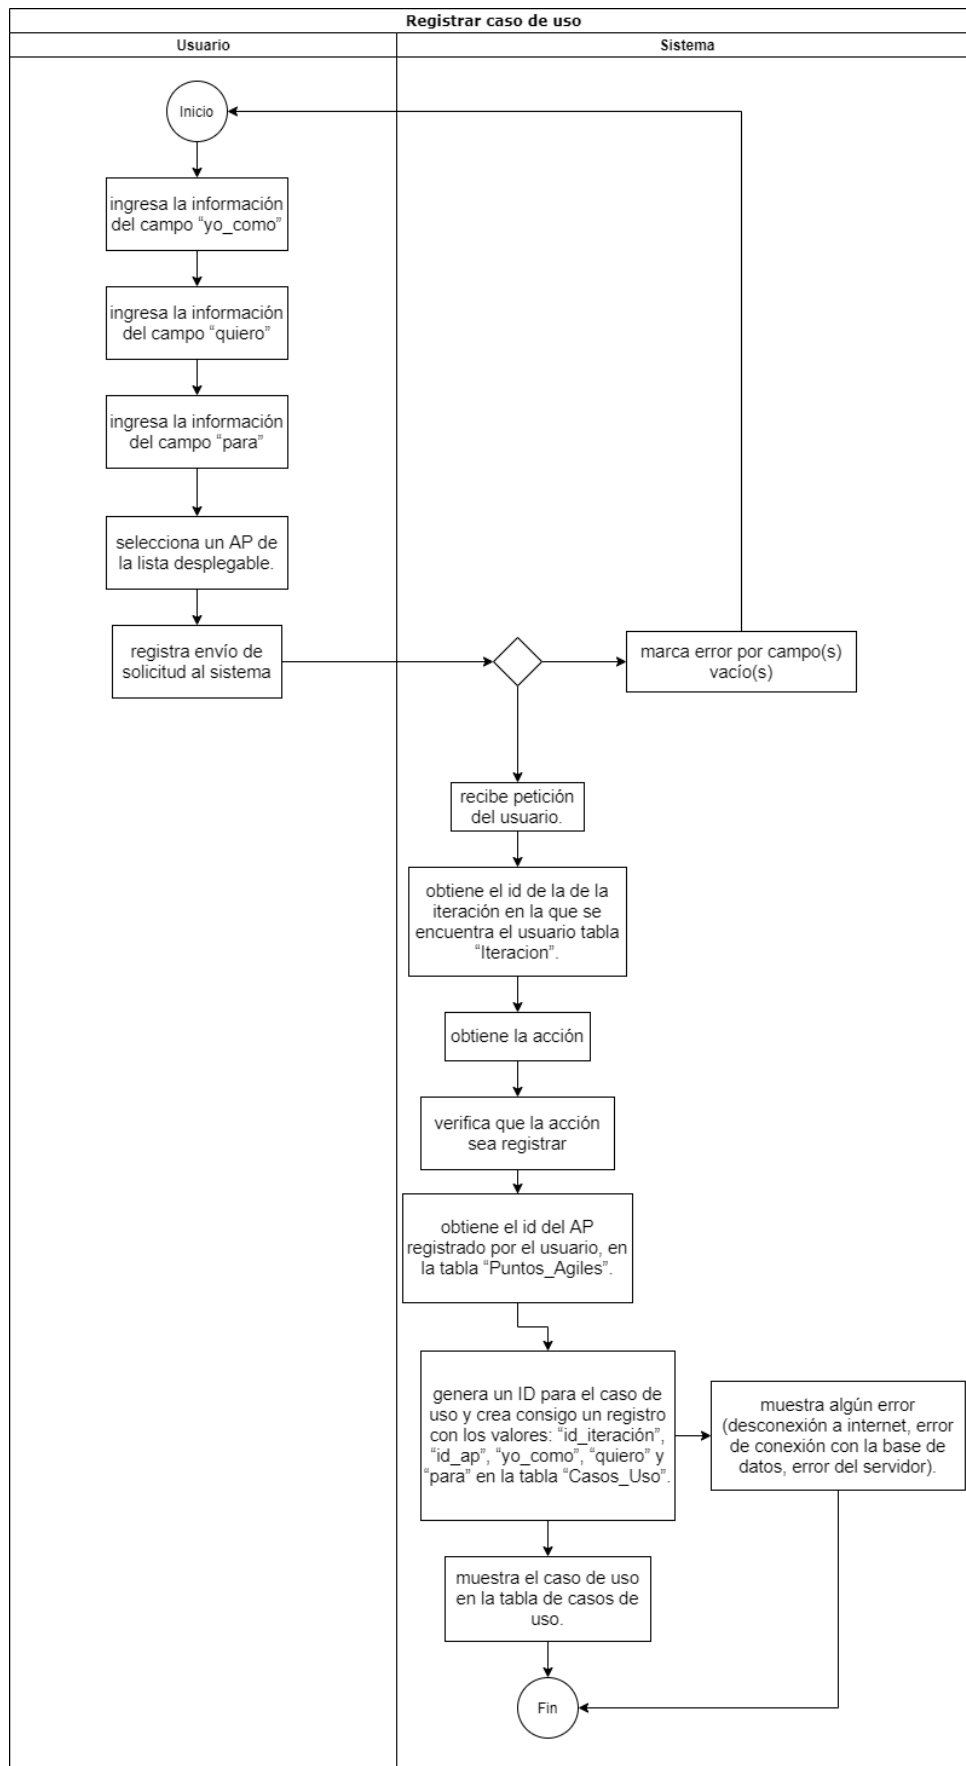 Registrar caso de uso
Usuario
Sistema
Inicio
ingresa la información
del campo “yo_como”
ingresa la información
del campo “quiero”
ingresa la información
del campo “para”
selecciona un AP de
la lista desplegable.
registra envío de
solicitud al sistema
marca error por campo(s)
vacío(s)
recibe petición
del usuario.
obtiene el id de la de la
iteración en la que se
encuentra el usuario tabla
“Iteracion”.
obtiene la acción
verifica que la acción
sea registrar
obtiene el id del AP
registrado por el usuario, en
la tabla “Puntos_Agiles”.
genera un ID para el caso de
uso y crea consigo un registro
con los valores: “id_iteración”,
“id_ap”, “yo_como”, “quiero” y
“para” en la tabla “Casos_Uso”.
muestra algún error
(desconexión a internet, error
de conexión con la base de
datos, error del servidor).
muestra el caso de uso
en la tabla de casos de
uso.
Fin